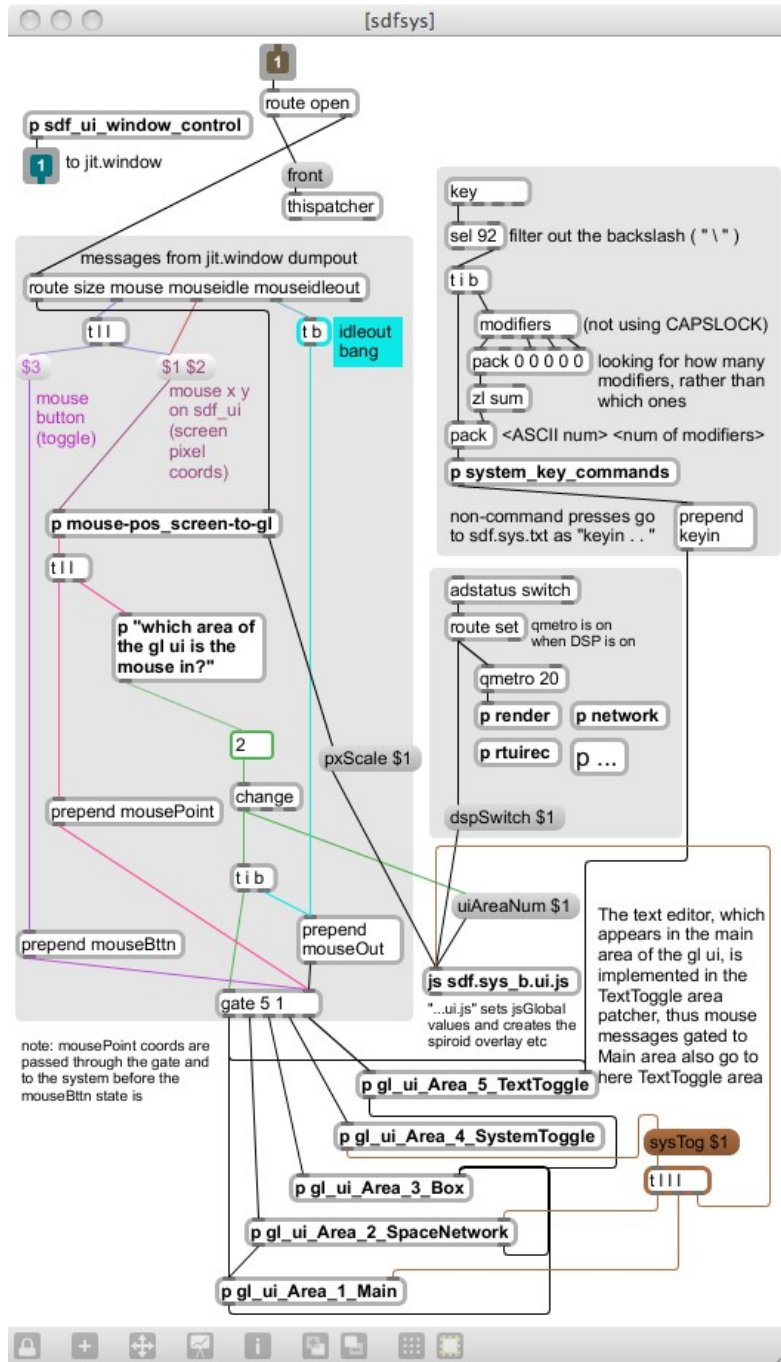 [sdfsys]
1
route open
p sdf_ui_window_control
1
to jit.window
front
thispatcher
key
sel 92
filter out the backslash ( " \ " )
t i b
modifiers
(not using CAPSLOCK)
pack 0 0 0 0 0
looking for how many
modifiers, rather than
which ones
zl sum
pack
<ASCII num> <num of modifiers>
p system_key_commands
non-command presses go
to sdf.sys.txt as "keyin . . "
prepend
keyin
messages from jit.window dumpout
route size mouse mouseidle mouseidleout
t l l
t b
idleout
bang
$3
$1 $2
mouse
button
(toggle)
mouse x y
on sdf_ui
(screen
pixel
coords)
p mouse-pos_screen-to-gl
t l l
p "which area of
the gl ui is the
mouse in?"
2
change
prepend mousePoint
t i b
prepend mouseBttn
prepend
mouseOut
gate 5 1
pxScale $1
adstatus switch
route set
qmetro is on
when DSP is on
qmetro 20
p render
p network
p rtuirec
p ...
dspSwitch $1
uiAreaNum $1
js sdf.sys_b.ui.js
"...ui.js" sets jsGlobal
values and creates the
spiroid overlay etc
The text editor, which
appears in the main
area of the gl ui, is
implemented in the
TextToggle area
patcher, thus mouse
messages gated to
Main area also go to
here TextToggle area
note: mousePoint coords are
passed through the gate and
to the system before the
mouseBttn state is
p gl_ui_Area_5_TextToggle
p gl_ui_Area_4_SystemToggle
sysTog $1
t l l l
p gl_ui_Area_3_Box
p gl_ui_Area_2_SpaceNetwork
p gl_ui_Area_1_Main